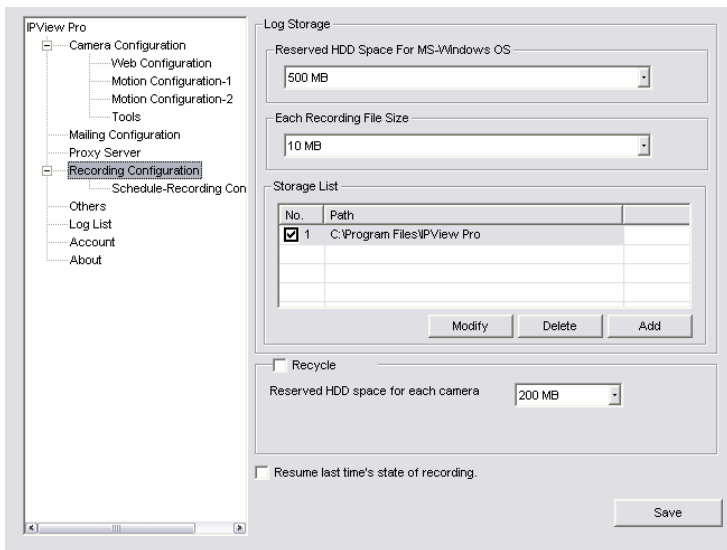 IPView Pro
Camera Configuration
Web Configuration
Motion Configuration-1
Motion Configuration-2
Tools
Mailing Configuration
Proxy Server
Recording Configuration
Schedule-Recording Con
Others
Log List
Account
About
Log Storage
Reserved HDD Space For MS-Windows OS
500 MB
Each Recording File Size
10 MB
Storage List
No. Path
1 C:\Program Files\IPView Pro
Modify Delete Add
Recycle
Reserved HDD space for each camera 200 MB
Resume last time's state of recording.
Save